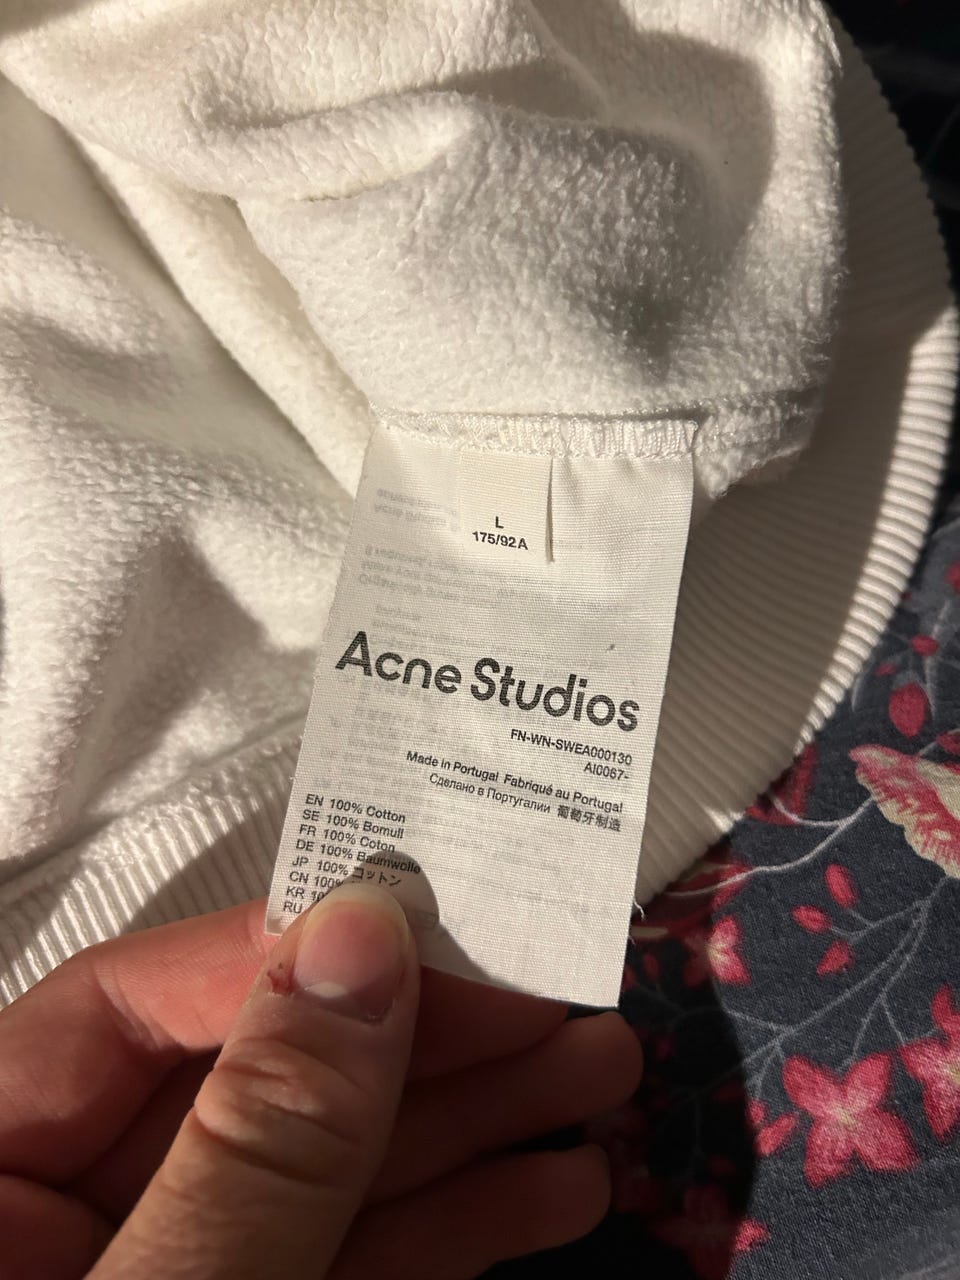 L
175/92A
Acne Studios
FN-WN-SWEA000130
AI0067-
Made in Portugal Fabriqué au Portugal
Сделано в Португалии 葡萄牙制造
EN 100% Cotton
SE 100% Bomull
FR 100% Coton
DE 100% Baumwolle
JP 100% コットン
CN 100%
KR
RU